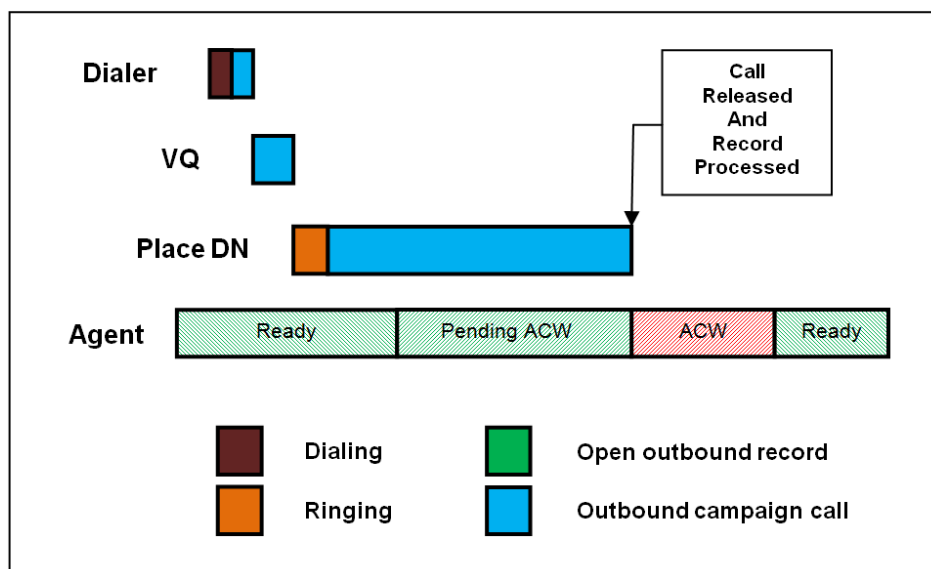 Dialer
Call
Released
And
Record
Processed
VQ
Place DN
Agent
Ready
Pending ACW
ACW
Ready
Dialing
Open outbound record
Ringing
Outbound campaign call